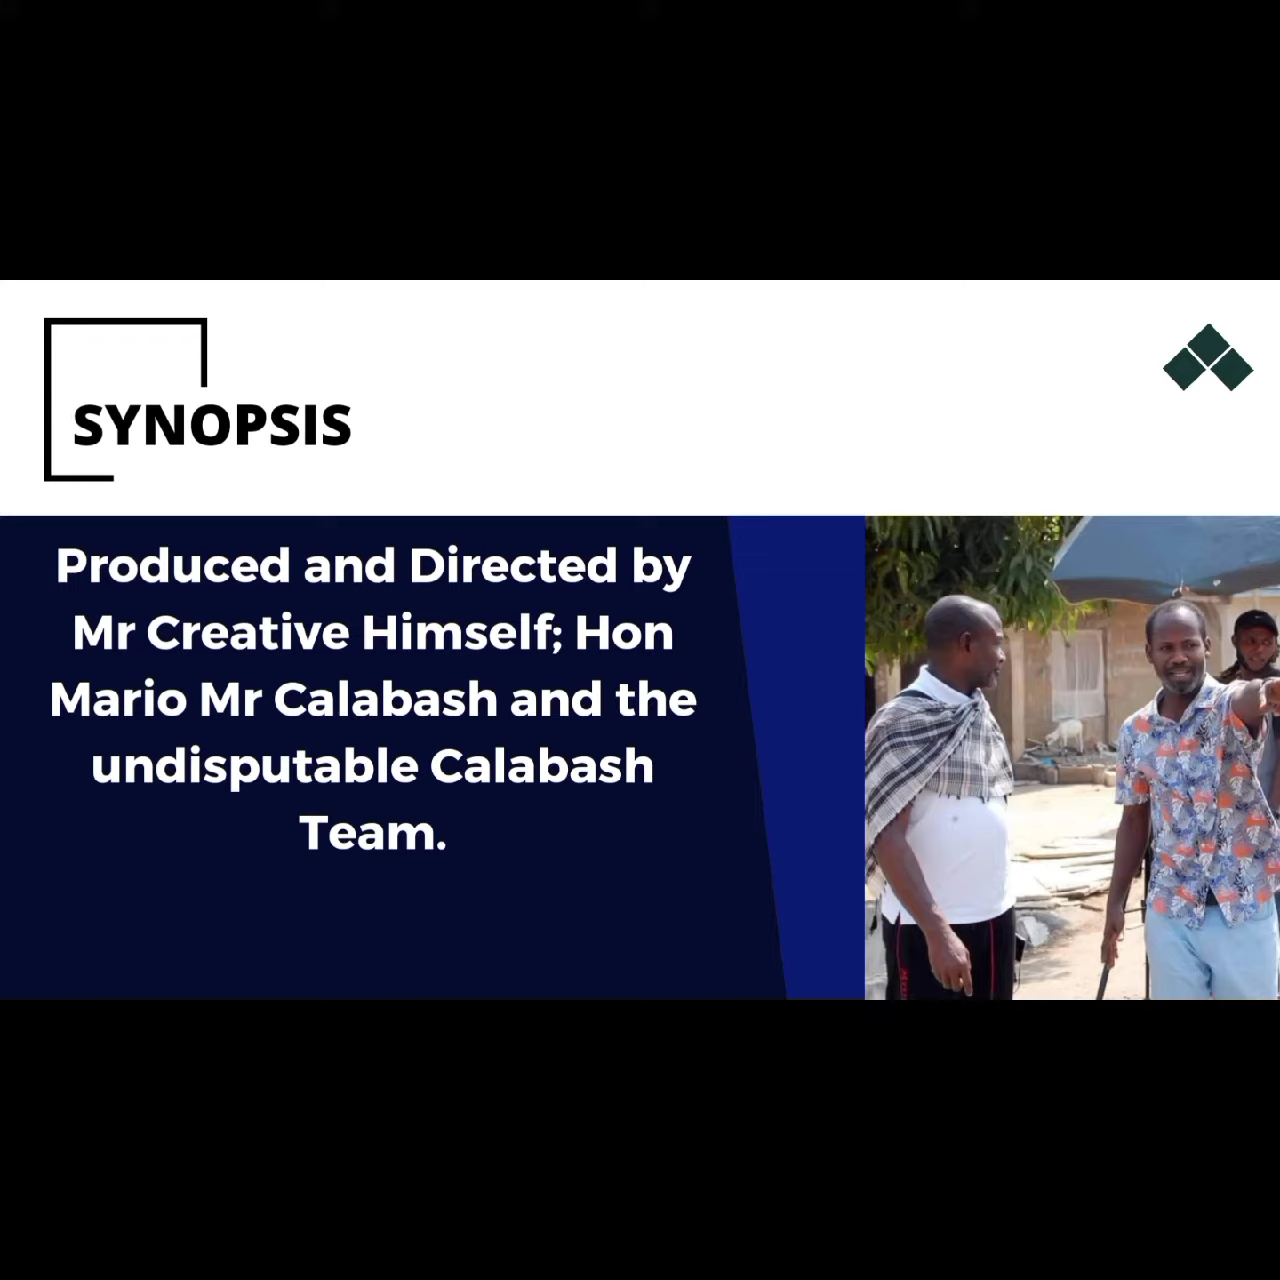 SYNOPSIS
Produced and Directed by
Mr Creative Himself; Hon
Mario Mr Calabash and the
undisputable Calabash
Team.